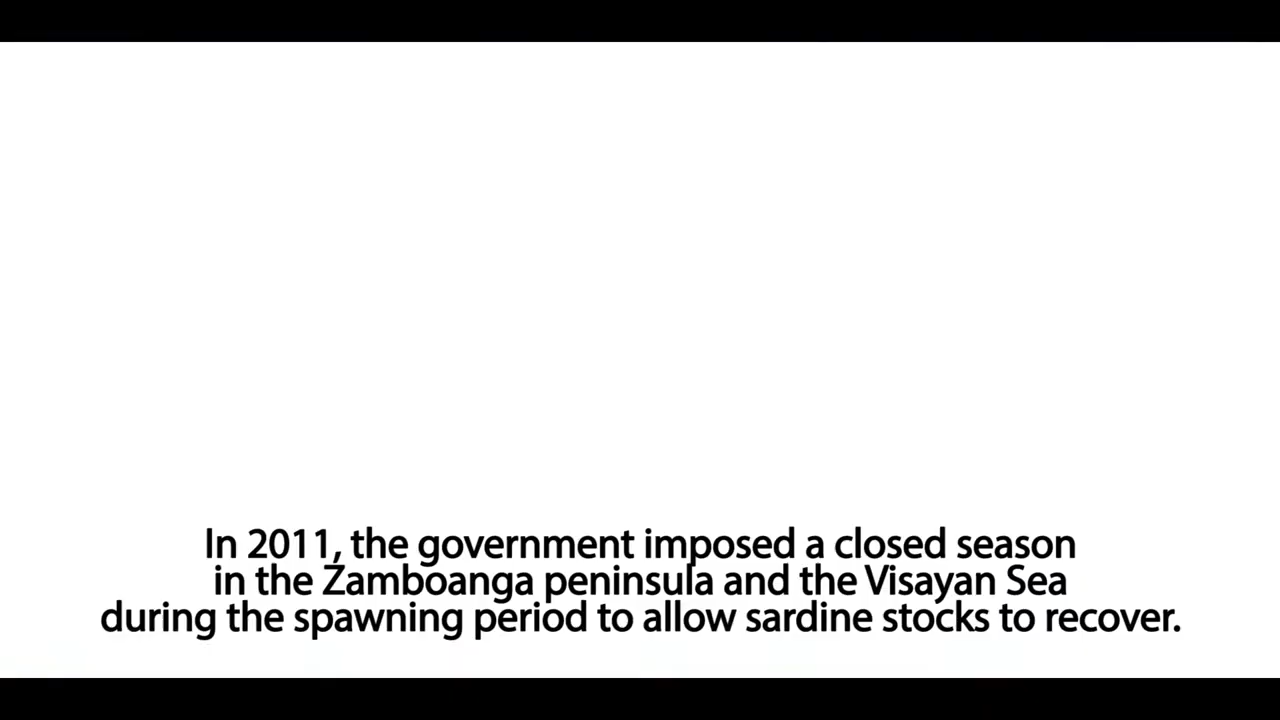 In 2011, the government imposed a closed season
in the Zamboanga peninsula and the Visayan Sea
during the spawning period to allow sardine stocks to recover.